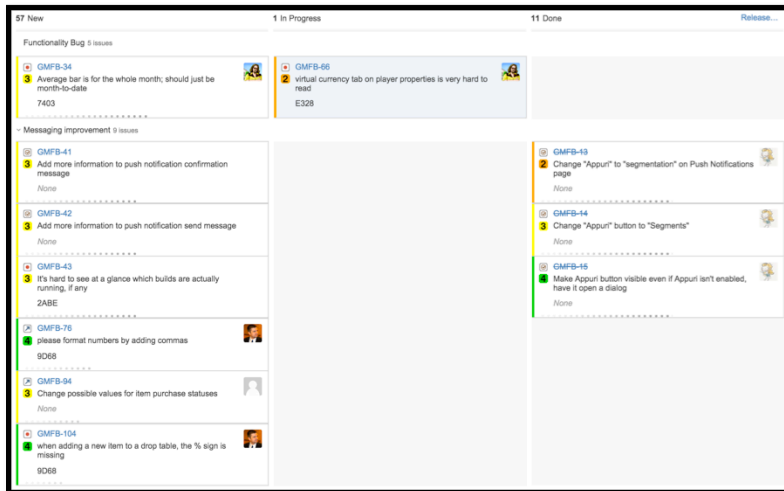 57 New
1 In Progress
11 Done
Release...
Functionality Bug 5 issues
GMFB-34
3 Average bar is for the whole month; should just be
month-to-date
7403
GMFB-66
2 virtual currency tab on player properties is very hard to
read
E328
Messaging improvement 9 issues
GMFB-41
3 Add more information to push notification confirmation
message
None
GMFB-42
3 Add more information to push notification send message
None
GMFB-43
3 It's hard to see at a glance which builds are actually
running, if any
2ABE
GMFB-76
4 please format numbers by adding commas
9D68
GMFB-94
3 Change possible values for item purchase statuses
None
GMFB-104
4 when adding a new item to a drop table, the % sign is
missing
9D68
GMFB-13
2 Change "Appuri" to "segmentation" on Push Notifications
page
None
GMFB-14
3 Change "Appuri" button to "Segments"
None
GMFB-15
4 Make Appuri button visible even if Appuri isn't enabled,
have it open a dialog
None